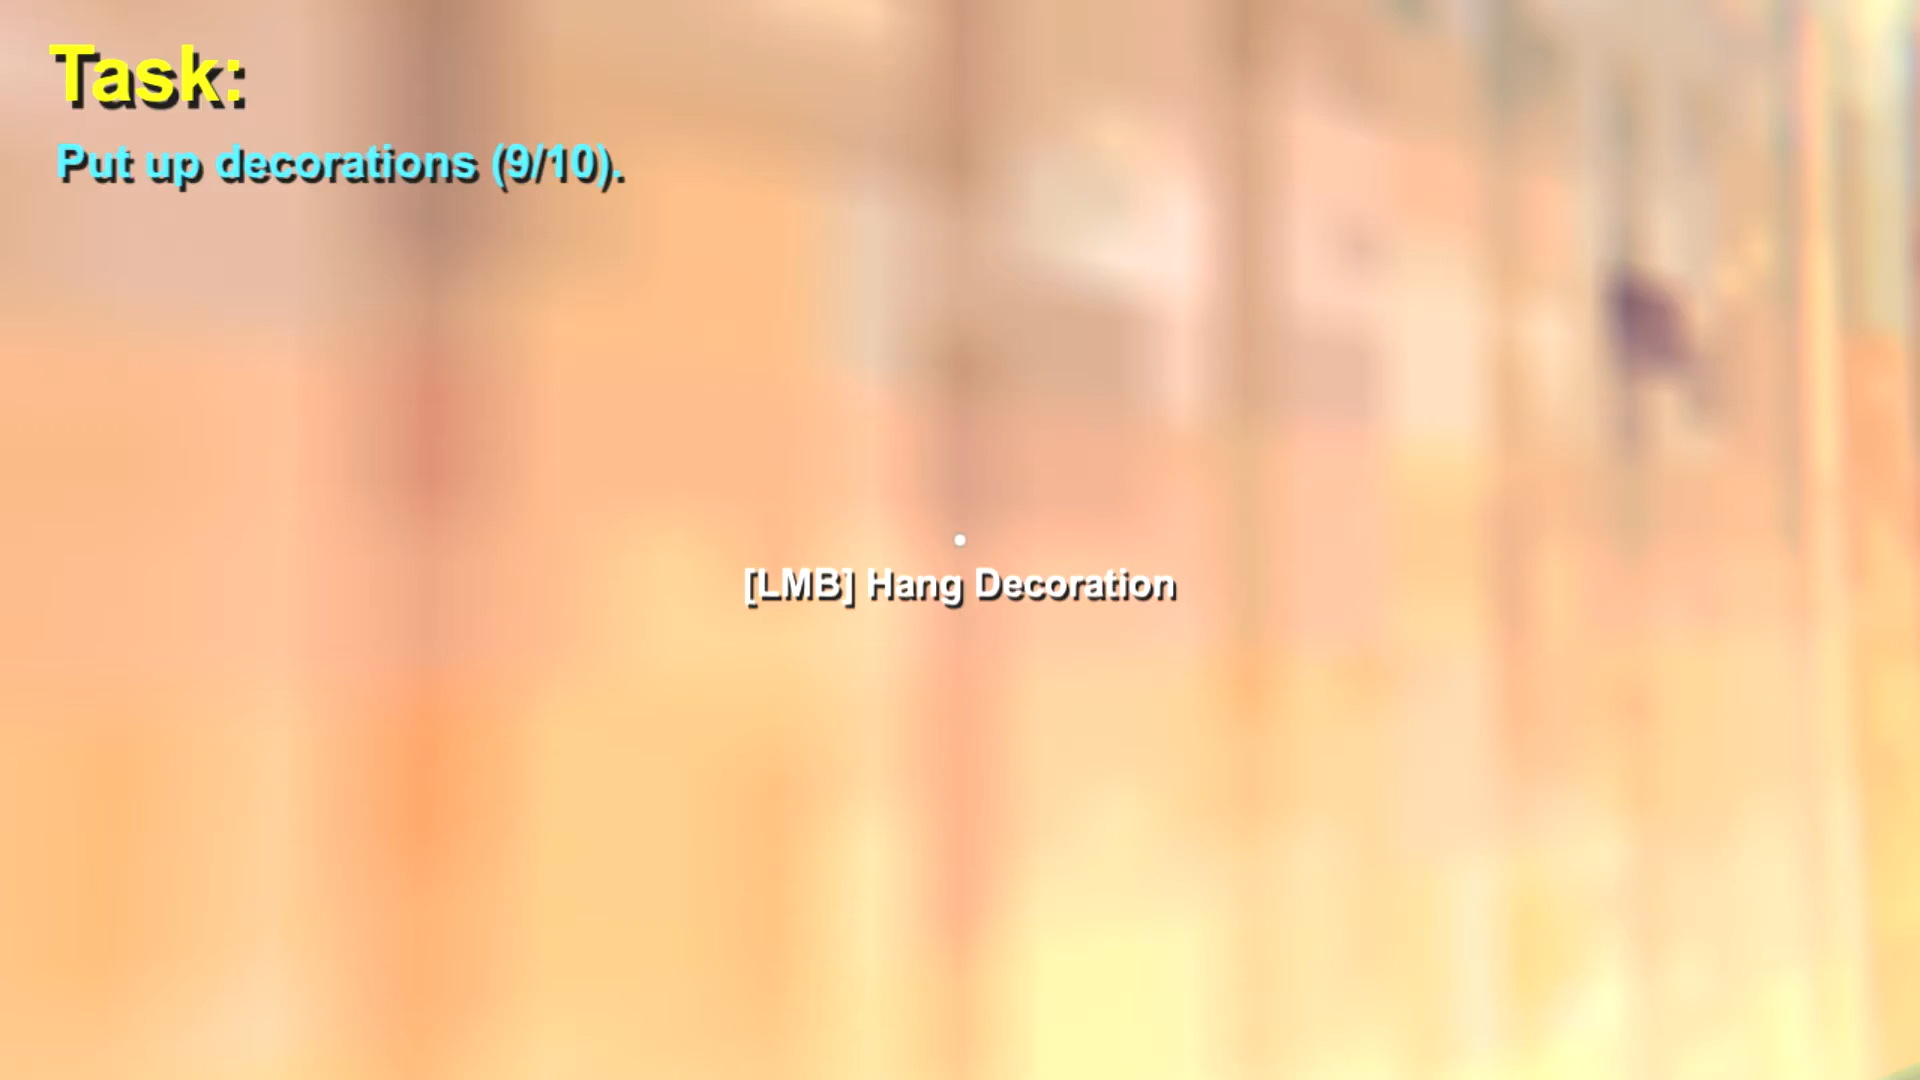 Task:
Put up decorations (9/10).
[LMB] Hang Decoration